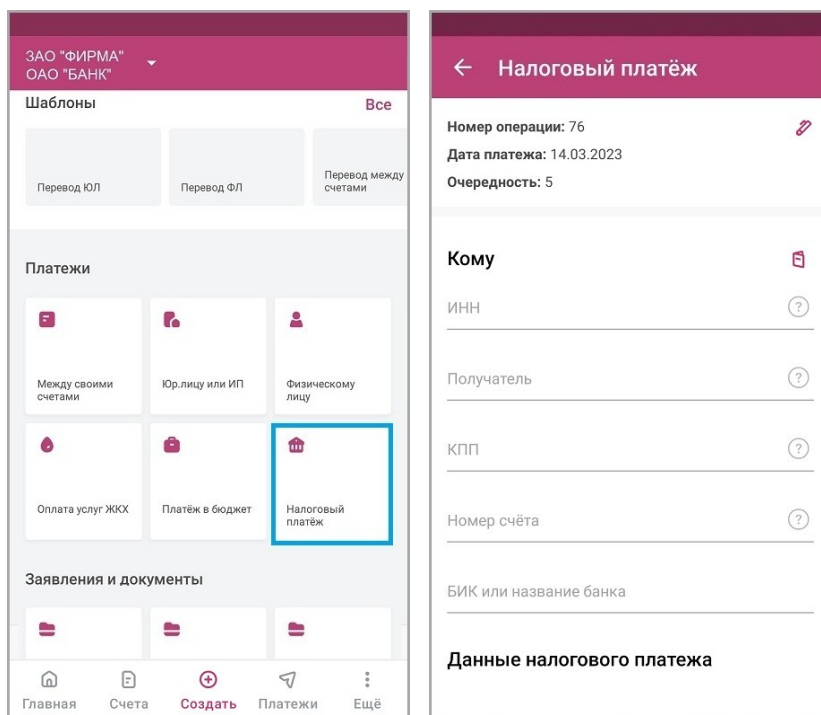 ЗАО "ФИРМА"
ОАО "БАНК"
Шаблоны
Все
Перевод ЮЛ
Перевод ФЛ
Перевод между
счетами
Платежи
Между своими
счетами
Юр.лицу или ИП
Физическому
лицу
Оплата услуг ЖКХ
Платёж в бюджет
Налоговый
платёж
Заявления и документы
Главная
Счета
Создать
Платежи
Ещё
Налоговый платёж
Номер операции: 76
Дата платежа: 14.03.2023
Очередность: 5
Кому
ИНН
?
Получатель
?
КПП
?
Номер счёта
?
БИК или название банка
Данные налогового платежа